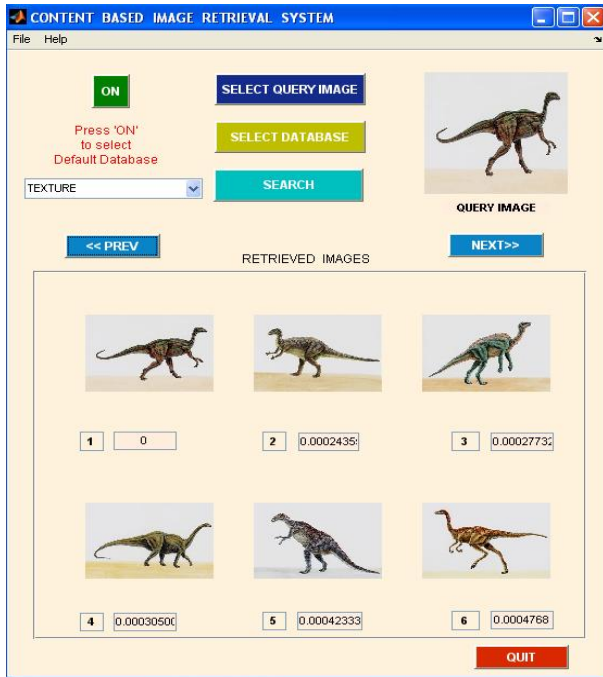 CONTENT BASED IMAGE RETRIEVAL SYSTEM
File Help
ON
SELECT QUERY IMAGE
Press 'ON'
to select
Default Database
SELECT DATABASE
TEXTURE
SEARCH
QUERY IMAGE
<< PREV
NEXT>>
RETRIEVED IMAGES
1 0
2 0.00024359
3 0.00027732
4 0.00030500
5 0.00042333
6 0.0004768
QUIT